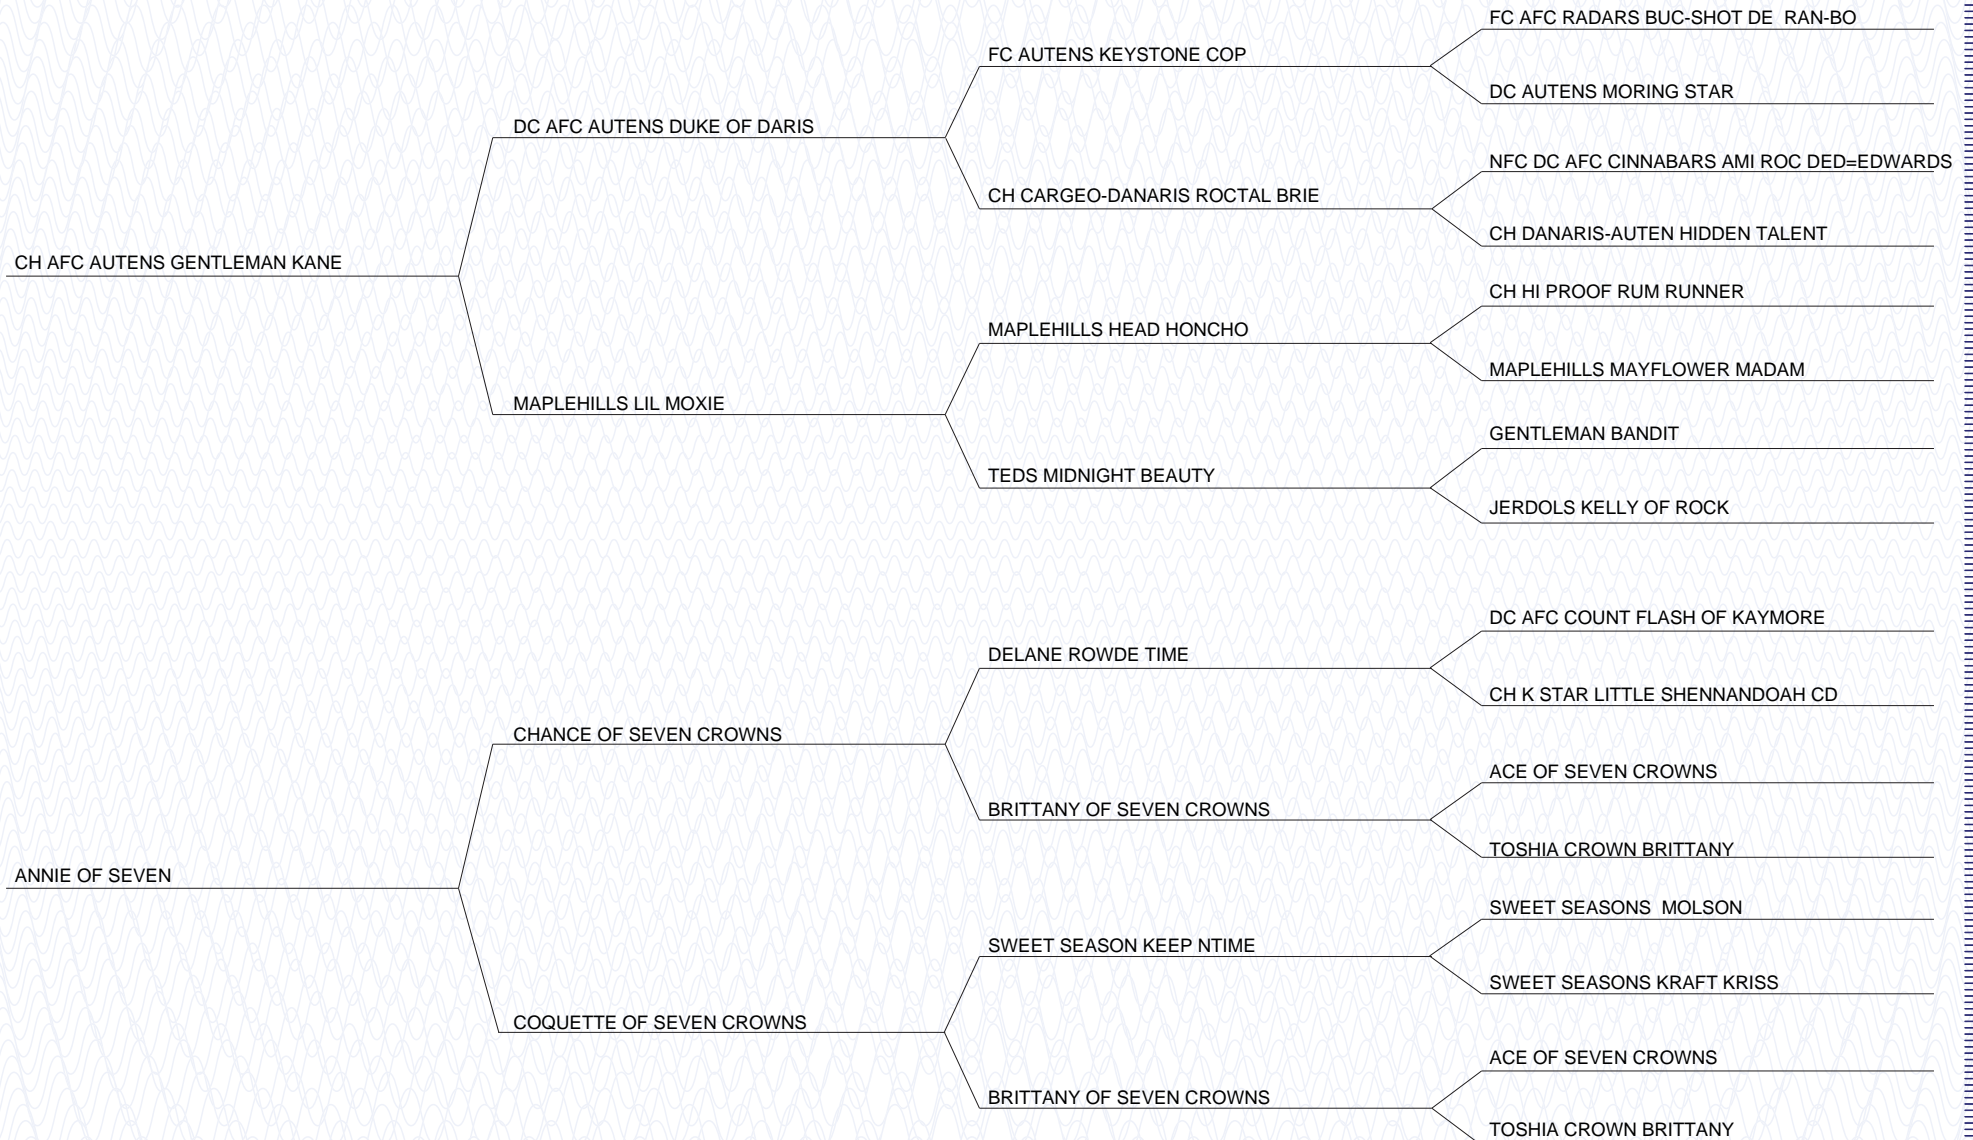 FC AFC RADARS BUC-SHOT DE  RAN-BO
FC AUTENS KEYSTONE COP
DC AUTENS MORING STAR
DC AFC AUTENS DUKE OF DARIS
NFC DC AFC CINNABARS AMI ROC DED=EDWARDS
CH CARGEO-DANARIS ROCTAL BRIE
CH DANARIS-AUTEN HIDDEN TALENT
CH AFC AUTENS GENTLEMAN KANE
CH HI PROOF RUM RUNNER
MAPLEHILLS HEAD HONCHO
MAPLEHILLS MAYFLOWER MADAM
MAPLEHILLS LIL MOXIE
GENTLEMAN BANDIT
TEDS MIDNIGHT BEAUTY
JERDOLS KELLY OF ROCK
DC AFC COUNT FLASH OF KAYMORE
DELANE ROWDE TIME
CH K STAR LITTLE SHENNANDOAH CD
CHANCE OF SEVEN CROWNS
ACE OF SEVEN CROWNS
BRITTANY OF SEVEN CROWNS
TOSHIA CROWN BRITTANY
ANNIE OF SEVEN
SWEET SEASONS  MOLSON
SWEET SEASON KEEP NTIME
SWEET SEASONS KRAFT KRISS
COQUETTE OF SEVEN CROWNS
ACE OF SEVEN CROWNS
BRITTANY OF SEVEN CROWNS
TOSHIA CROWN BRITTANY